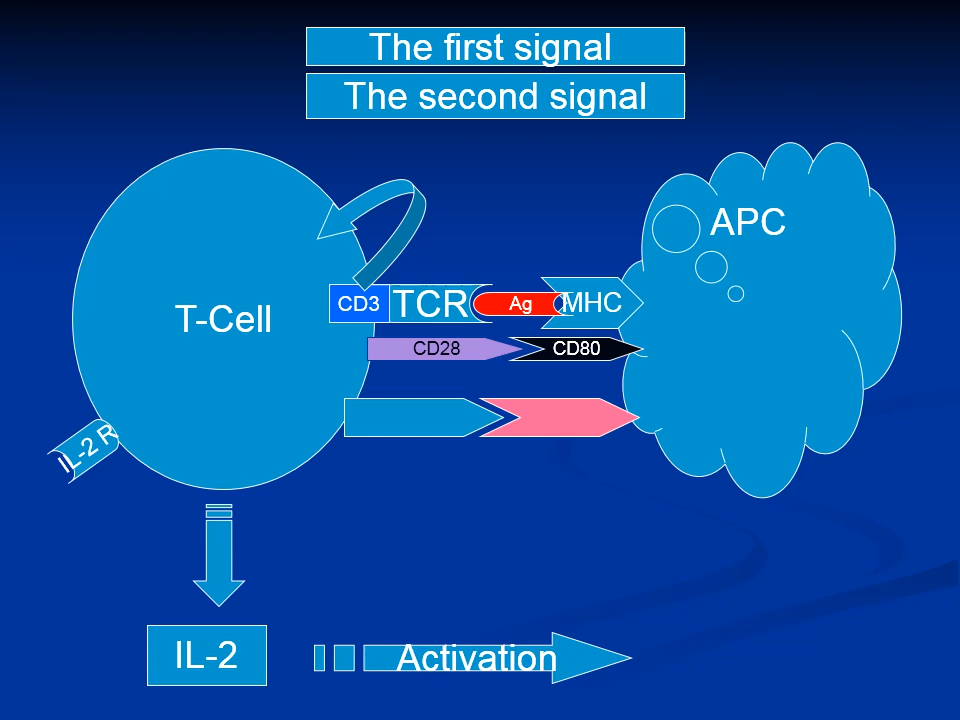 The first signal
The second signal
APC
T-Cell
CD3
TCR
Ag
MHC
CD28
CD80
IL-2 R
IL-2
Activation